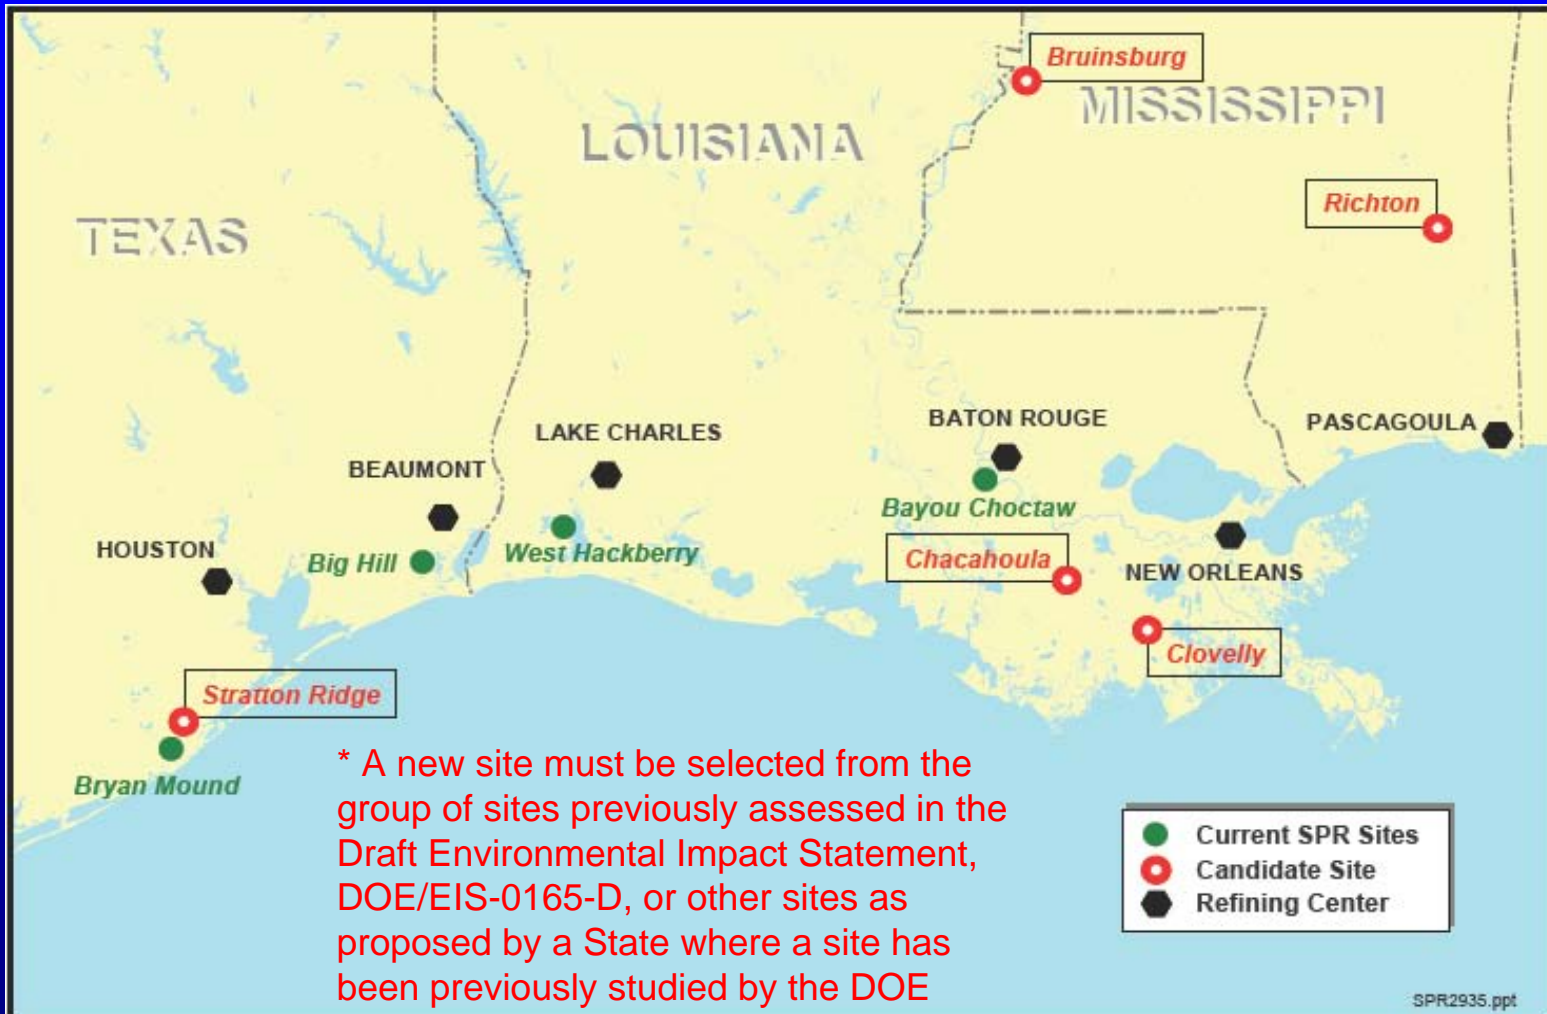 Bruinsburg
MISSISSIPPI
LOUISIANA
Richton
TEXAS
BATON ROUGE
PASCAGOULA
LAKE CHARLES
BEAUMONT
Bayou Choctaw
HOUSTON
Big Hill
West Hackberry
Chacahoula
NEW ORLEANS
Clovelly
Stratton Ridge
Bryan Mound
* A new site must be selected from the
group of sites previously assessed in the
Draft Environmental Impact Statement,
DOE/EIS-0165-D, or other sites as
proposed by a State where a site has
been previously studied by the DOE
Current SPR Sites
Candidate Site
Refining Center
SPR2935.ppt